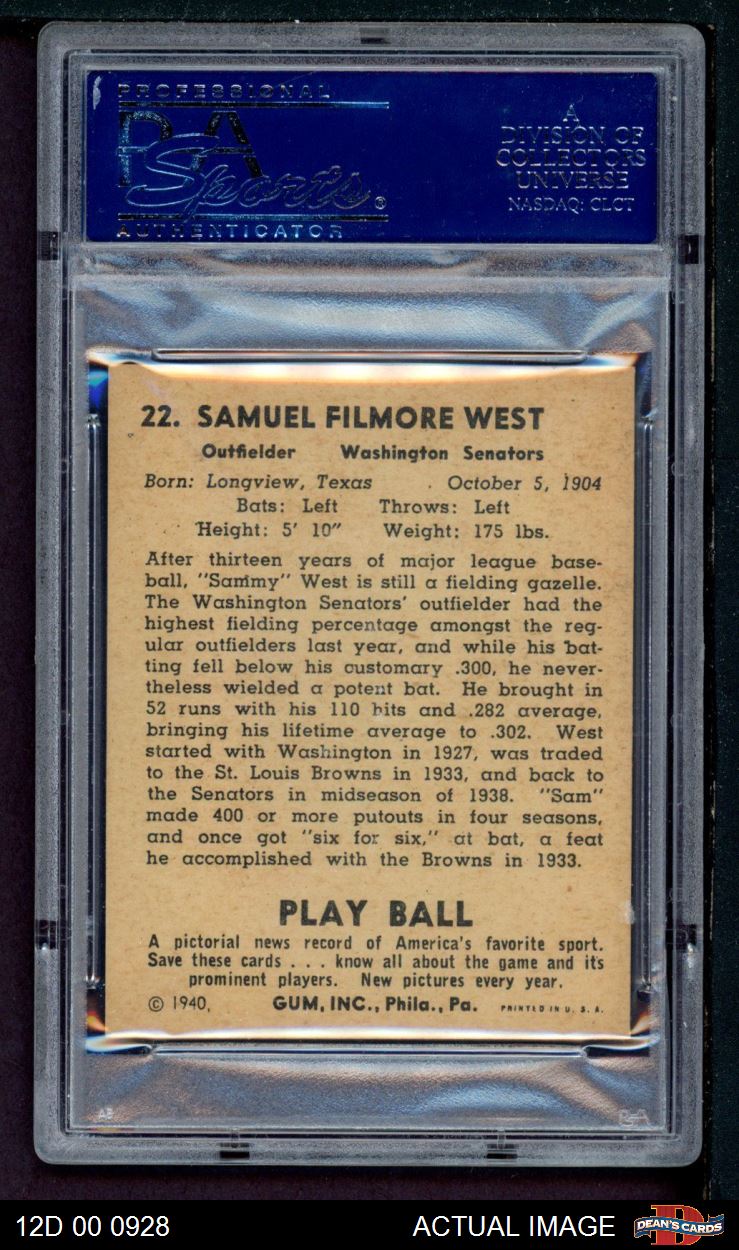 PROFESSIONAL
PSA
Sports®
AUTHENTICATOR
A
DIVISION OF
COLLECTORS
UNIVERSE
NASDAQ: CLCT
22. SAMUEL FILMORE WEST
Outfielder Washington Senators
Born: Longview, Texas October 5, 1904
Bats: Left Throws: Left
Height: 5' 10" Weight: 175 lbs.
After thirteen years of major league base-
ball, "Sammy" West is still a fielding gazelle.
The Washington Senators' outfielder had the
highest fielding percentage amongst the reg-
ular outfielders last year, and while his bat-
ting fell below his customary .300, he never-
theless wielded a potent bat. He brought in
52 runs with his 110 hits and .282 average,
bringing his lifetime average to .302. West
started with Washington in 1927, was traded
to the St. Louis Browns in 1933, and back to
the Senators in midseason of 1938. "Sam"
made 400 or more putouts in four seasons,
and once got "six for six," at bat, a feat
he accomplished with the Browns in 1933.
PLAY BALL
A pictorial news record of America's favorite sport.
Save these cards . . . know all about the game and its
prominent players. New pictures every year.
© 1940, GUM, INC., Phila., Pa. PRINTED IN U. S. A.
AB PSA
12D 00 0928 ACTUAL IMAGE DEAN'S CARDS